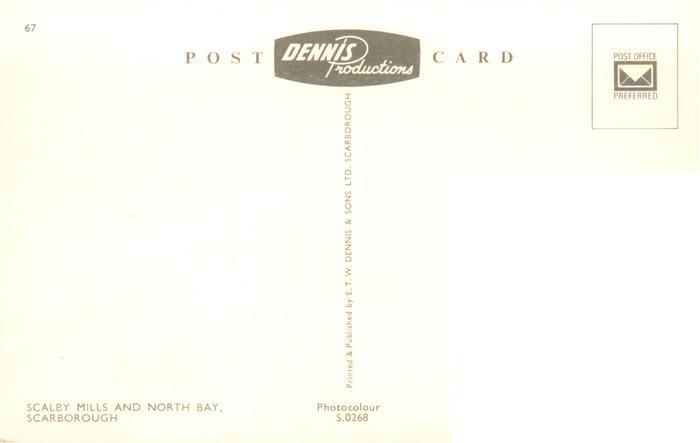 67
POST DENNIS Productions CARD
POST OFFICE
PREFERRED
Printed & Published by E. T. W. DENNIS & SONS LTD. SCARBOROUGH
SCALBY MILLS AND NORTH BAY,
SCARBOROUGH
Photocolour
S.0268